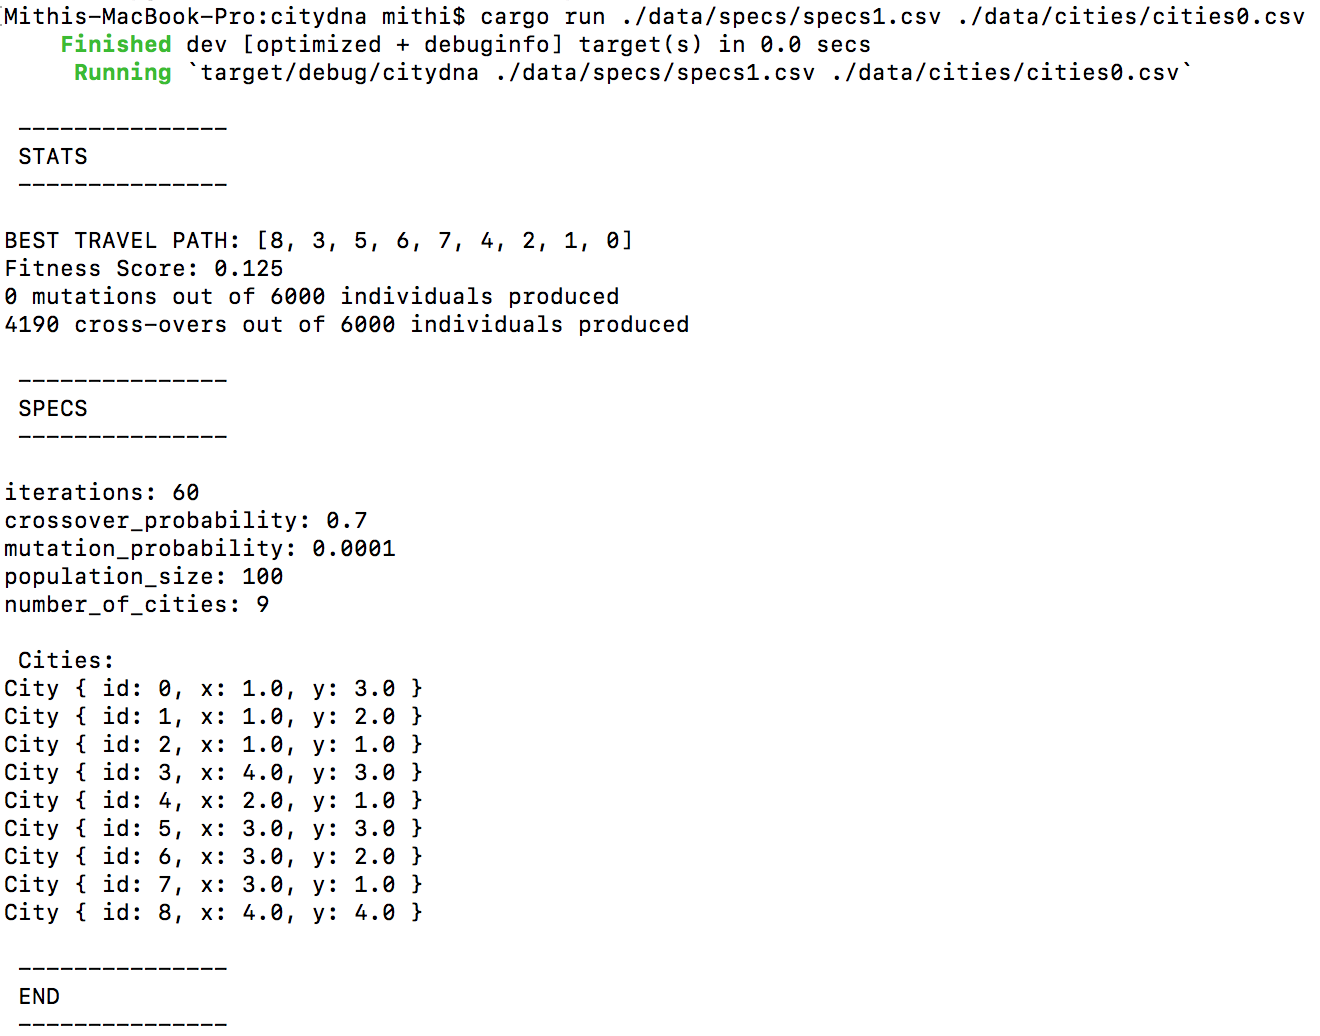 Mithis-MacBook-Pro:citydna mithi$ cargo run ./data/specs/specs1.csv ./data/cities/cities0.csv
Finished dev [optimized + debuginfo] target(s) in 0.0 secs
Running `target/debug/citydna ./data/specs/specs1.csv ./data/cities/cities0.csv`
---------------
STATS
---------------
BEST TRAVEL PATH: [8, 3, 5, 6, 7, 4, 2, 1, 0]
Fitness Score: 0.125
0 mutations out of 6000 individuals produced
4190 cross-overs out of 6000 individuals produced
---------------
SPECS
---------------
iterations: 60
crossover_probability: 0.7
mutation_probability: 0.0001
population_size: 100
number_of_cities: 9
Cities:
City { id: 0, x: 1.0, y: 3.0 }
City { id: 1, x: 1.0, y: 2.0 }
City { id: 2, x: 1.0, y: 1.0 }
City { id: 3, x: 4.0, y: 3.0 }
City { id: 4, x: 2.0, y: 1.0 }
City { id: 5, x: 3.0, y: 3.0 }
City { id: 6, x: 3.0, y: 2.0 }
City { id: 7, x: 3.0, y: 1.0 }
City { id: 8, x: 4.0, y: 4.0 }
---------------
END
---------------